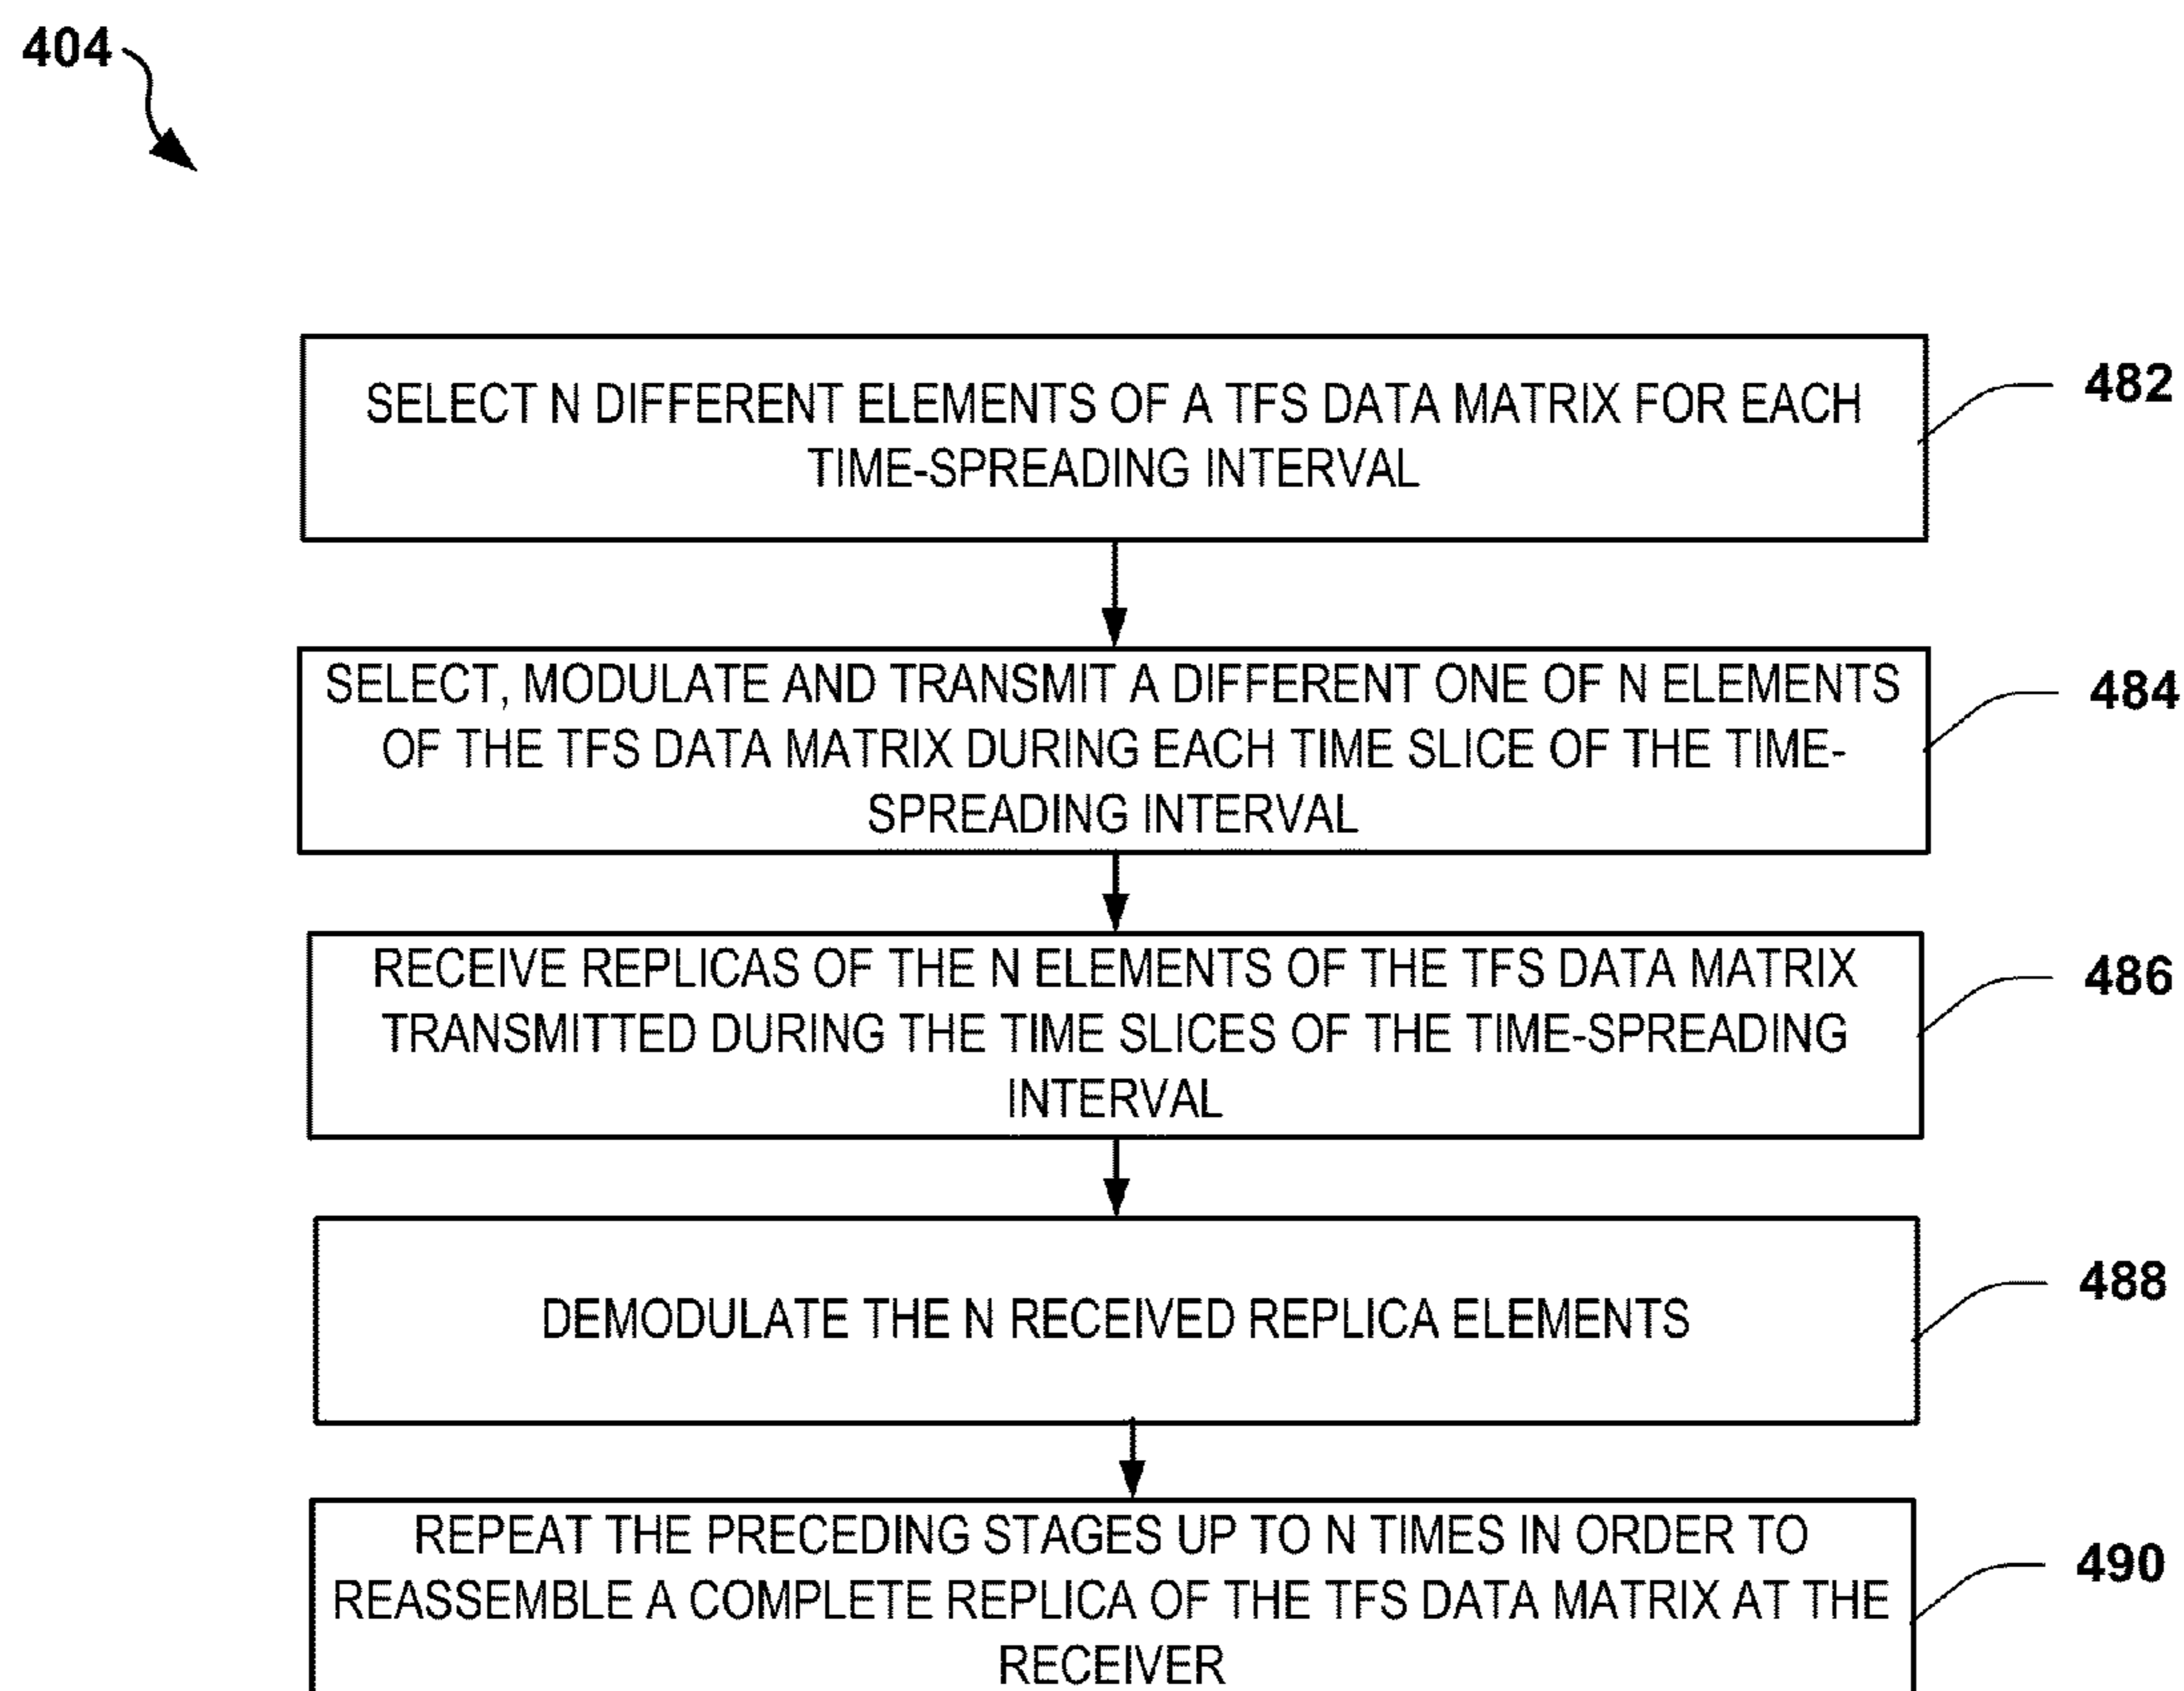 404
SELECT N DIFFERENT ELEMENTS OF A TFS DATA MATRIX FOR EACH
TIME-SPREADING INTERVAL
482
SELECT, MODULATE AND TRANSMIT A DIFFERENT ONE OF N ELEMENTS
OF THE TFS DATA MATRIX DURING EACH TIME SLICE OF THE TIME-
SPREADING INTERVAL
484
RECEIVE REPLICAS OF THE N ELEMENTS OF THE TFS DATA MATRIX
TRANSMITTED DURING THE TIME SLICES OF THE TIME-SPREADING
INTERVAL
486
DEMODULATE THE N RECEIVED REPLICA ELEMENTS
488
REPEAT THE PRECEDING STAGES UP TO N TIMES IN ORDER TO
REASSEMBLE A COMPLETE REPLICA OF THE TFS DATA MATRIX AT THE
RECEIVER
490